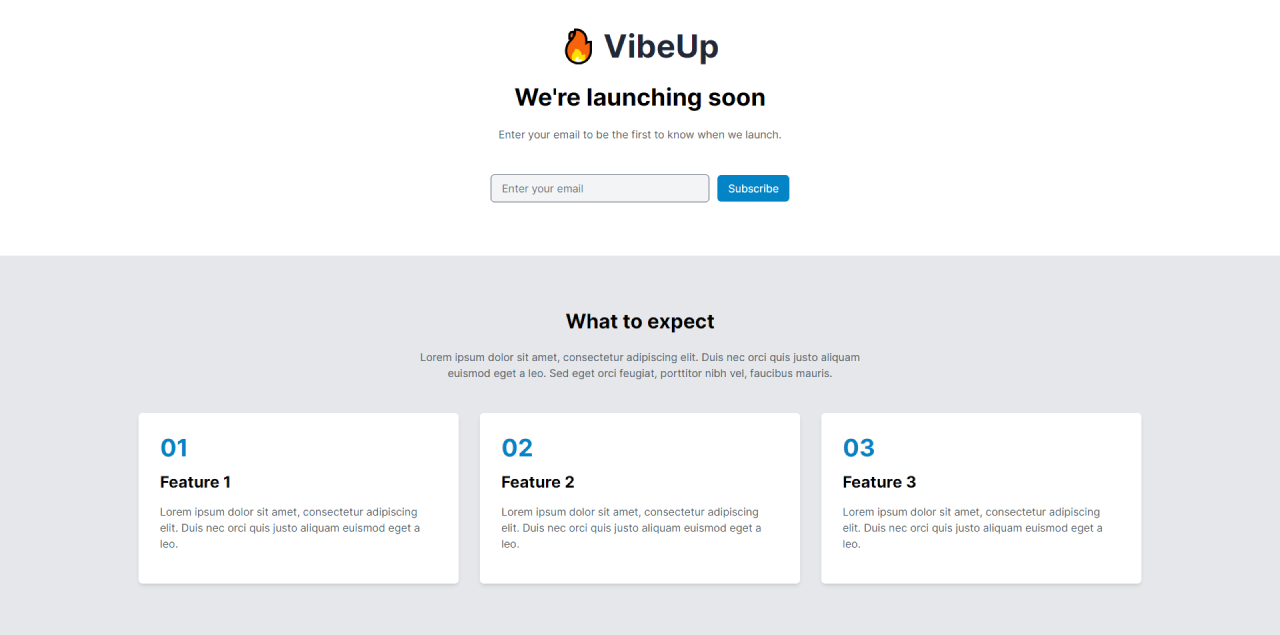 VibeUp
We're launching soon
Enter your email to be the first to know when we launch.
Enter your email
Subscribe
What to expect
Lorem ipsum dolor sit amet, consectetur adipiscing elit. Duis nec orci quis justo aliquam
euismod eget a leo. Sed eget orci feugiat, porttitor nibh vel, faucibus mauris.
01
Feature 1
Lorem ipsum dolor sit amet, consectetur adipiscing
elit. Duis nec orci quis justo aliquam euismod eget a
leo.
02
Feature 2
Lorem ipsum dolor sit amet, consectetur adipiscing
elit. Duis nec orci quis justo aliquam euismod eget a
leo.
03
Feature 3
Lorem ipsum dolor sit amet, consectetur adipiscing
elit. Duis nec orci quis justo aliquam euismod eget a
leo.